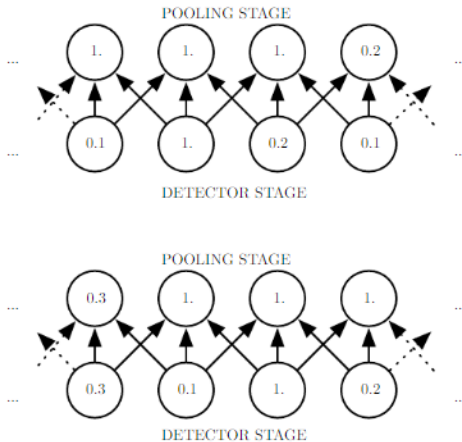 POOLING STAGE
... 1. 1. 1. 0.2 ...
... 0.1 1. 0.2 0.1 ...
DETECTOR STAGE
POOLING STAGE
... 0.3 1. 1. 1. ...
... 0.3 0.1 1. 0.2 ...
DETECTOR STAGE